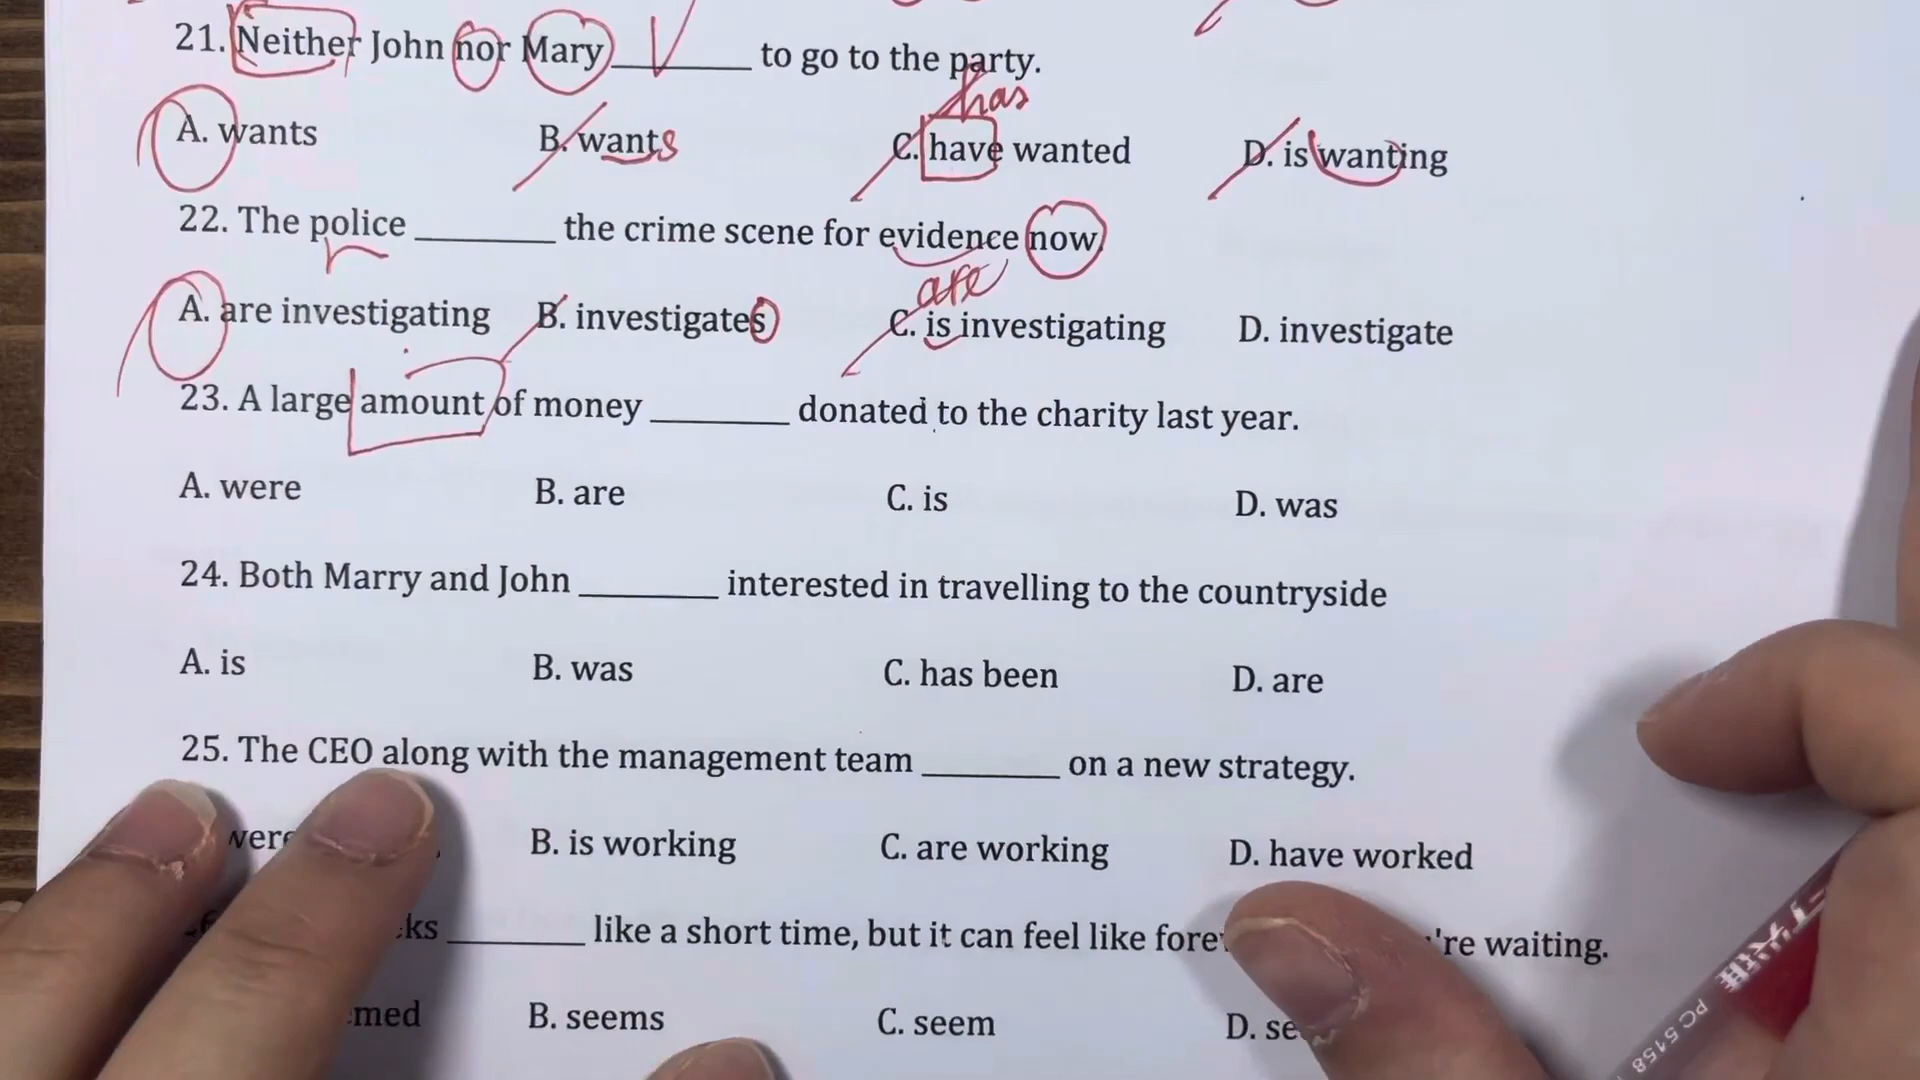 21. Neither John nor Mary ________ to go to the party.
has
A. wants B. wants C. have wanted D. is wanting
22. The police ________ the crime scene for evidence now.
are
A. are investigating B. investigates C. is investigating D. investigate
23. A large amount of money ________ donated to the charity last year.
A. were B. are C. is D. was
24. Both Marry and John ________ interested in travelling to the countryside
A. is B. was C. has been D. are
25. The CEO along with the management team ________ on a new strategy.
B. is working C. are working D. have worked
________ like a short time, but it can feel like 're waiting.
B. seems C. seem D.
PC 5158